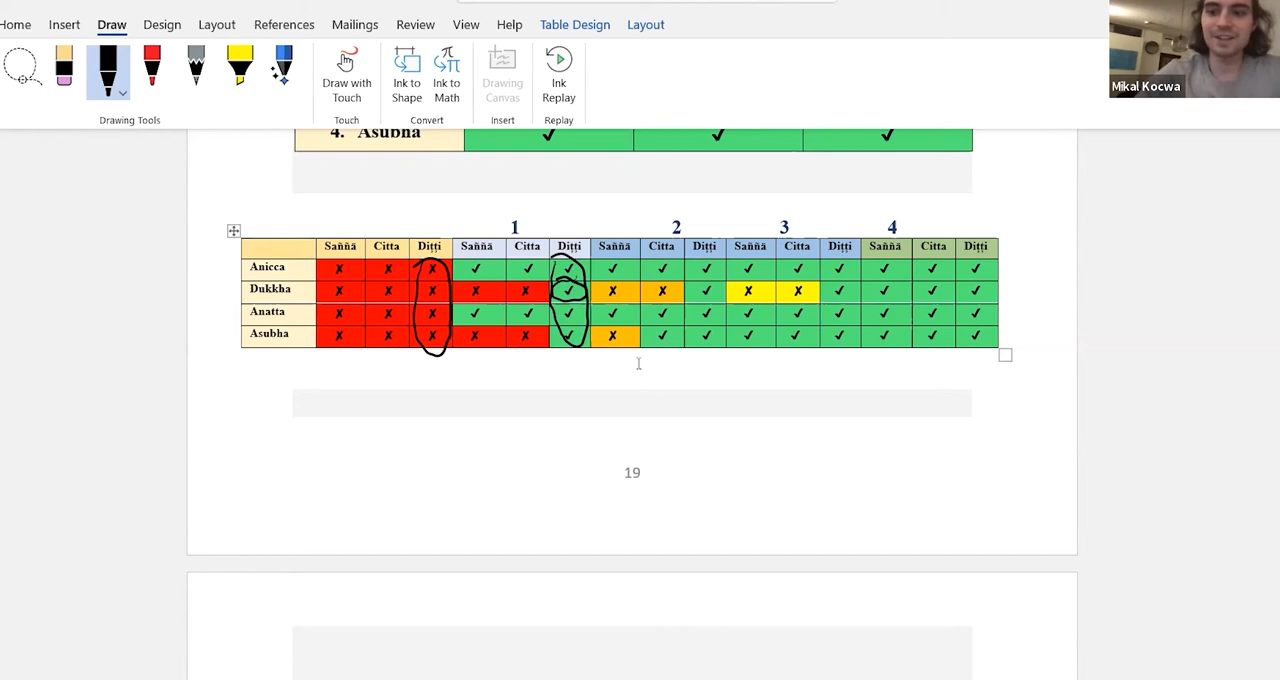 Home Insert Draw Design Layout References Mailings Review View Help Table Design Layout
Draw with Touch
Ink to Shape
Ink to Math
Drawing Canvas
Ink Replay
Drawing Tools Touch Convert Insert Replay
Mikal Kocwa
4. Asubha ✓ ✓ ✓
1 2 3 4
Saññā Citta Diṭṭi Saññā Citta Diṭṭi Saññā Citta Diṭṭi Saññā Citta Diṭṭi Saññā Citta Diṭṭi
Anicca ✗ ✗ ✗ ✓ ✓ ✓ ✓ ✓ ✓ ✓ ✓ ✓ ✓ ✓ ✓
Dukkha ✗ ✗ ✗ ✗ ✗ ✓ ✗ ✗ ✓ ✗ ✗ ✓ ✓ ✓ ✓
Anatta ✗ ✗ ✗ ✓ ✓ ✓ ✓ ✓ ✓ ✓ ✓ ✓ ✓ ✓ ✓
Asubha ✗ ✗ ✗ ✗ ✗ ✓ ✗ ✓ ✓ ✓ ✓ ✓ ✓ ✓ ✓
19